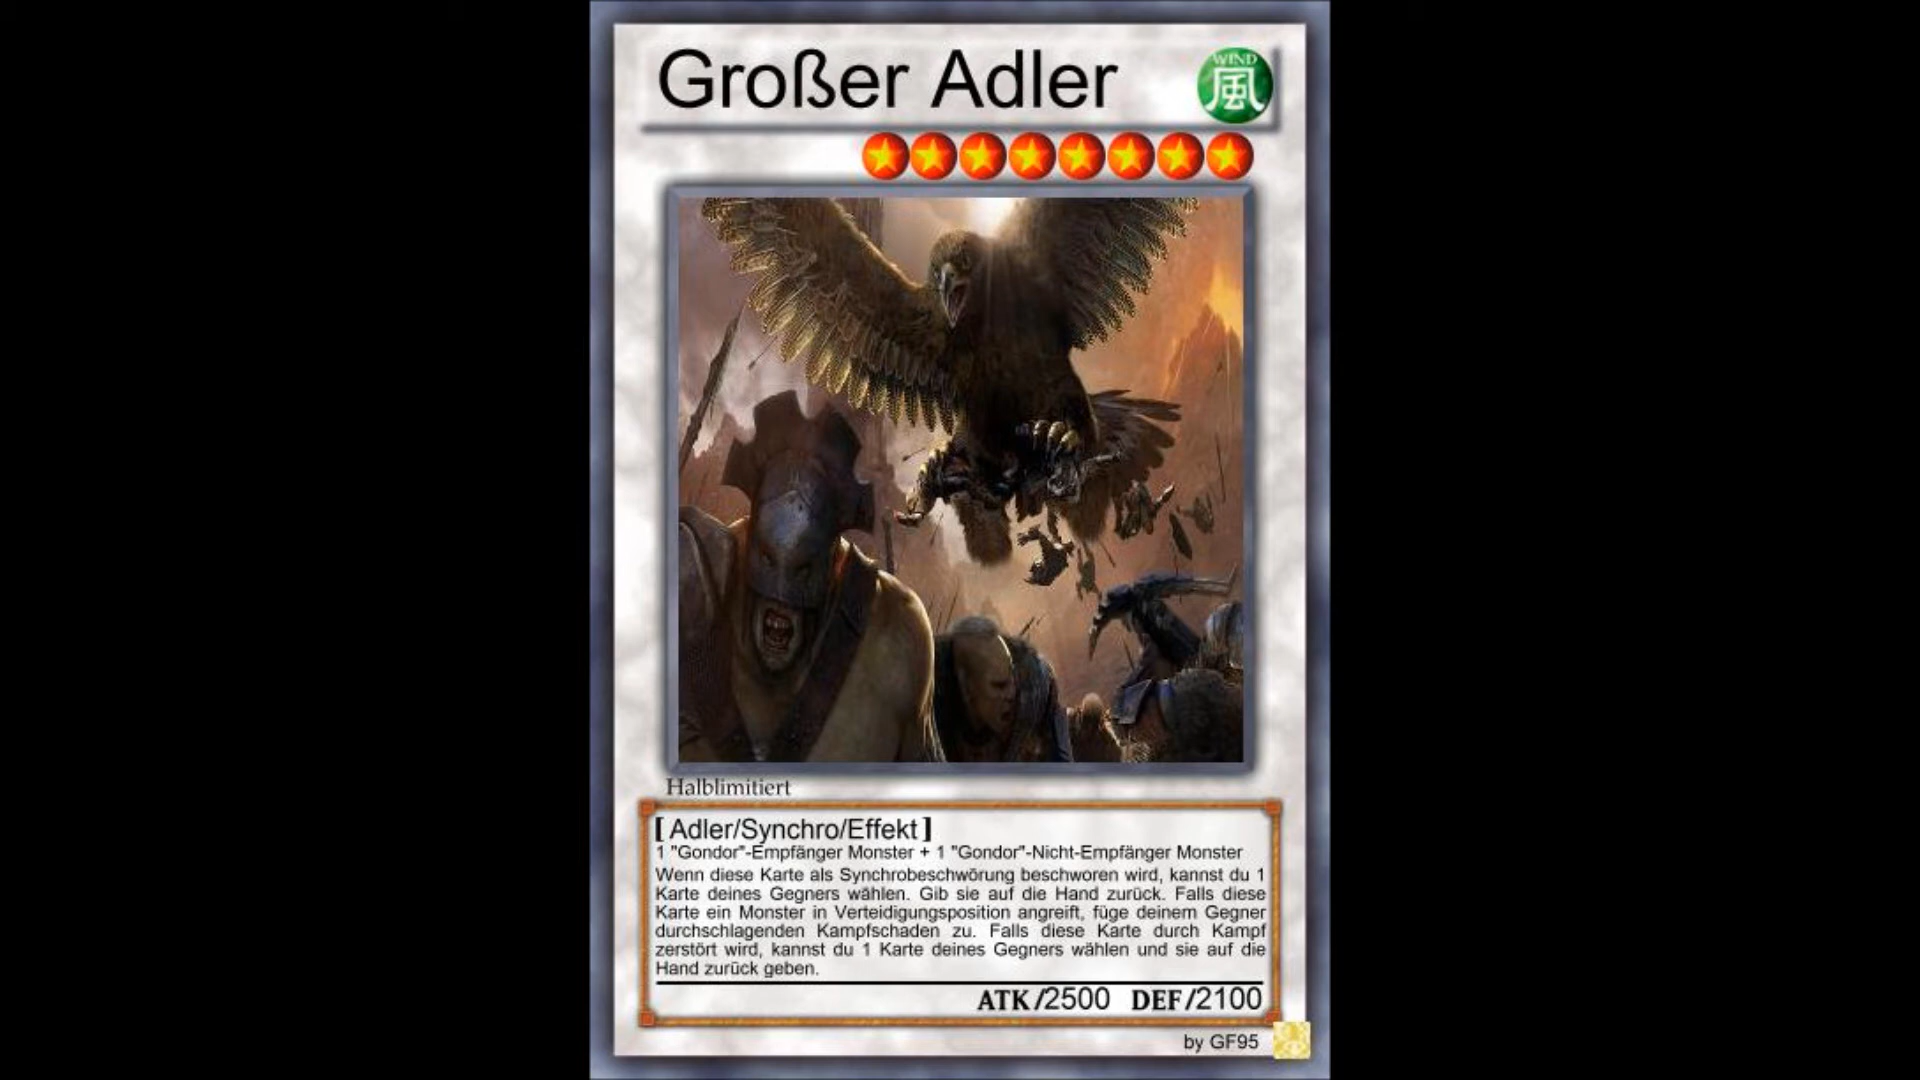 Großer Adler
WIND
風
Halblimitiert
[ Adler/Synchro/Effekt ]
1 "Gondor"-Empfänger Monster + 1 "Gondor"-Nicht-Empfänger Monster
Wenn diese Karte als Synchrobeschwörung beschworen wird, kannst du 1
Karte deines Gegners wählen. Gib sie auf die Hand zurück. Falls diese
Karte ein Monster in Verteidigungsposition angreift, füge deinem Gegner
durchschlagenden Kampfschaden zu. Falls diese Karte durch Kampf
zerstört wird, kannst du 1 Karte deines Gegners wählen und sie auf die
Hand zurück geben.
ATK/2500 DEF/2100
by GF95